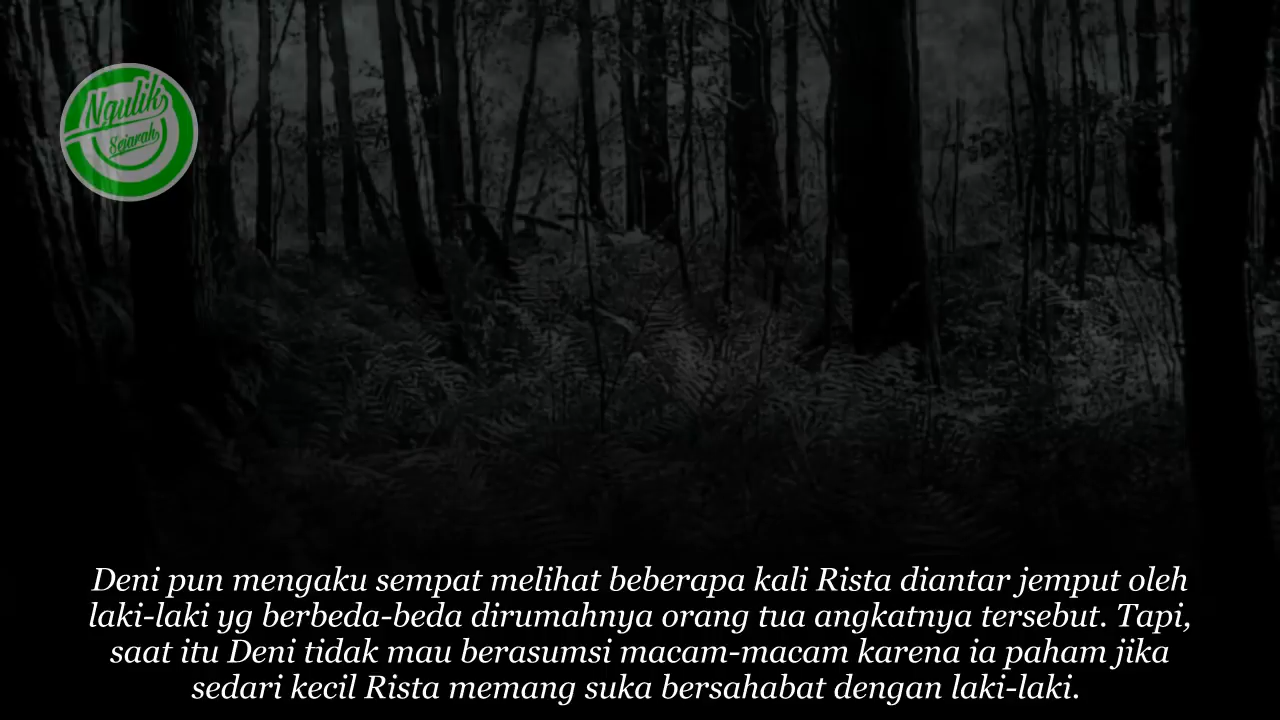 Ngulik
Sejarah
Deni pun mengaku sempat melihat beberapa kali Rista diantar jemput oleh
laki-laki yg berbeda-beda dirumahnya orang tua angkatnya tersebut. Tapi,
saat itu Deni tidak mau berasumsi macam-macam karena ia paham jika
sedari kecil Rista memang suka bersahabat dengan laki-laki.